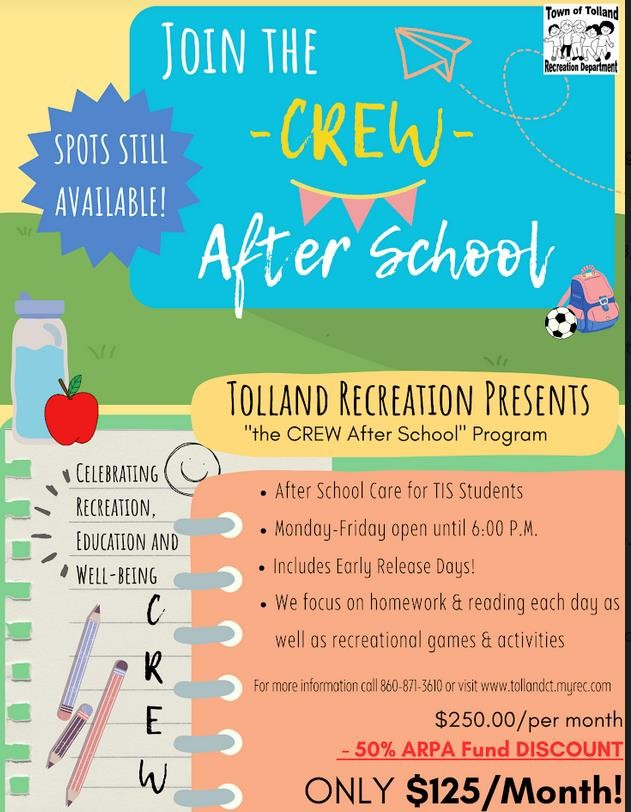 Town of Tolland
Recreation Department
JOIN THE
-CREW-
After School
SPOTS STILL
AVAILABLE!
TOLLAND RECREATION PRESENTS
"the CREW After School" Program
CELEBRATING
RECREATION,
EDUCATION AND
WELL-BEING
C
R
E
W
• After School Care for TIS Students
• Monday-Friday open until 6:00 P.M.
• Includes Early Release Days!
• We focus on homework & reading each day as
well as recreational games & activities
For more information call 860-871-3610 or visit www.tollandct.myrec.com
$250.00/per month
- 50% ARPA Fund DISCOUNT
ONLY $125/Month!